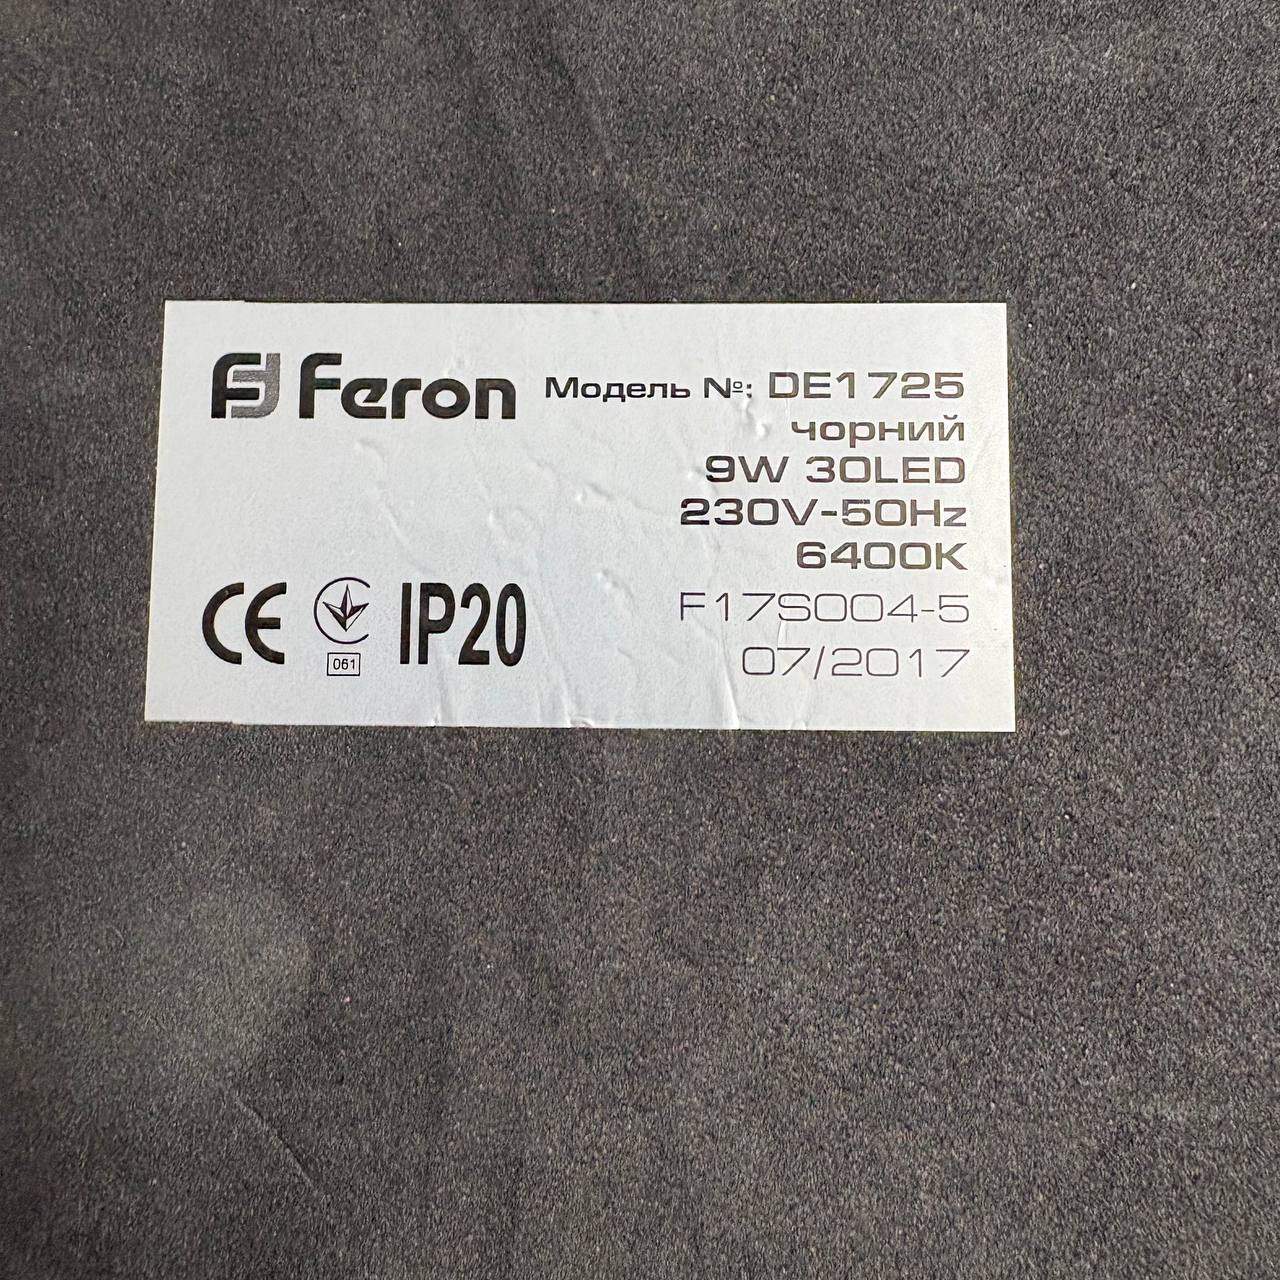 Feron
Модель №: DE1725
чорний
9W 30LED
230V-50Hz
6400K
F17S004-5
07/2017
CE IP20
061